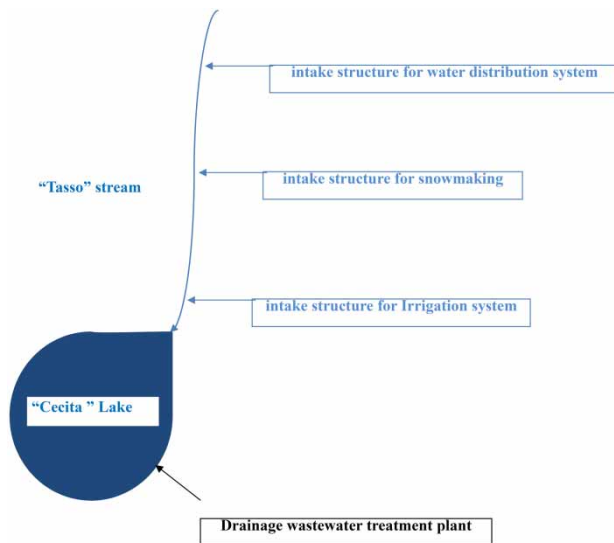 intake structure for water distribution system
intake structure for snowmaking
“Tasso” stream
intake structure for Irrigation system
“Cecita ” Lake
Drainage wastewater treatment plant